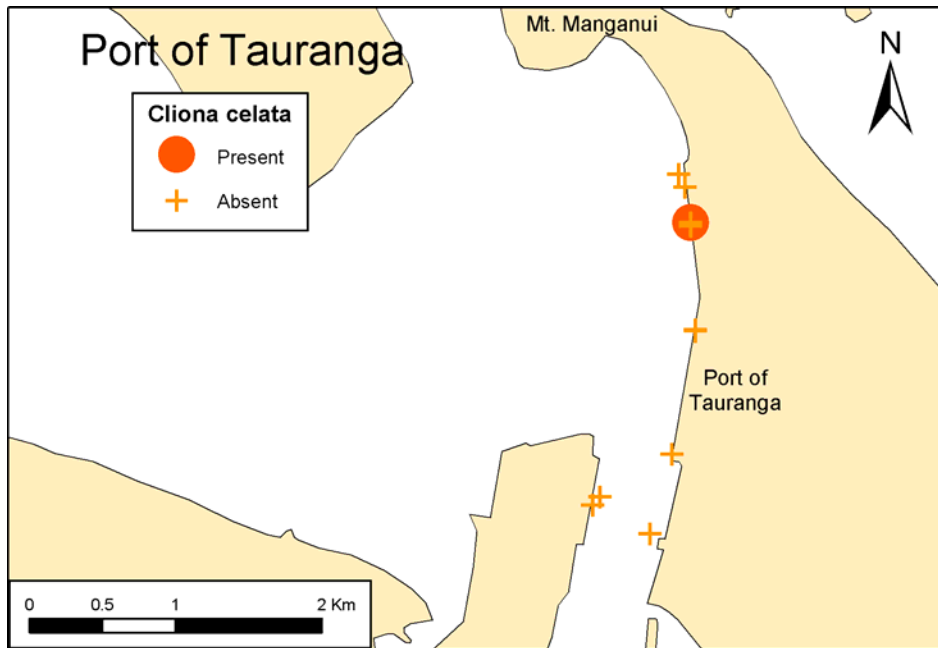 Mt. Manganui
Port of Tauranga
N
Cliona celata
Present
Absent
Port of
Tauranga
0 0.5 1 2 Km